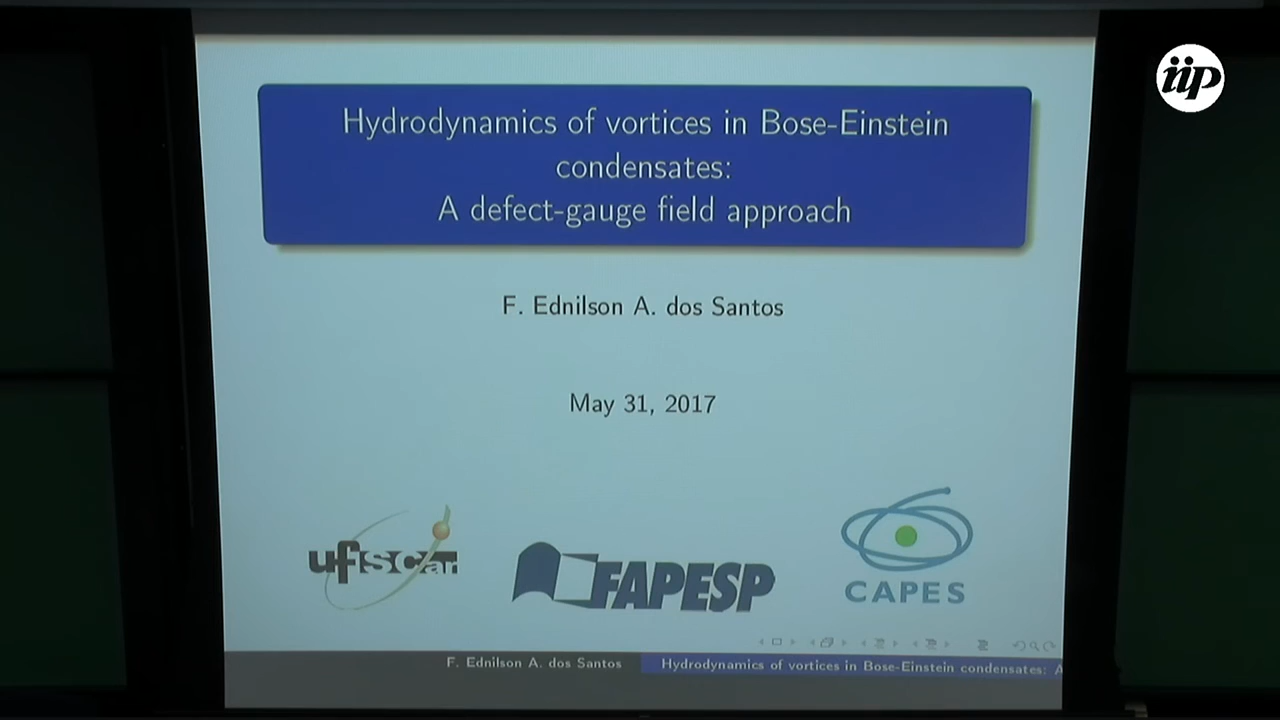 iip
Hydrodynamics of vortices in Bose-Einstein
condensates:
A defect-gauge field approach
F. Ednilson A. dos Santos
May 31, 2017
ufscar
FAPESP
CAPES
F. Ednilson A. dos Santos
Hydrodynamics of vortices in Bose-Einstein condensates: A